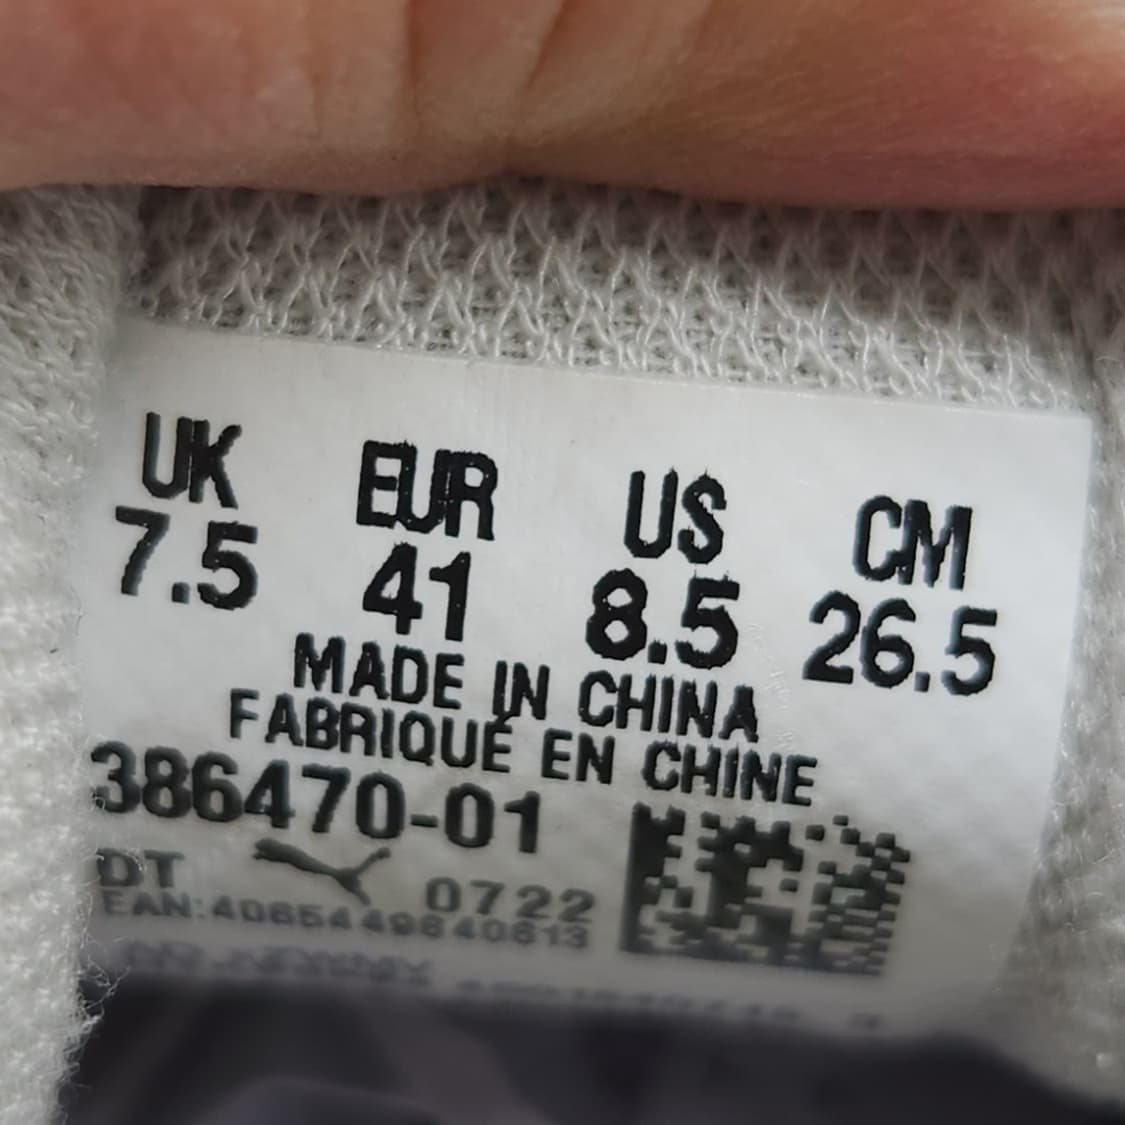 UK EUR US CM
7.5 41 8.5 26.5
MADE IN CHINA
FABRIQUÉ EN CHINE
386470-01
DT 0722
EAN:4065449840613